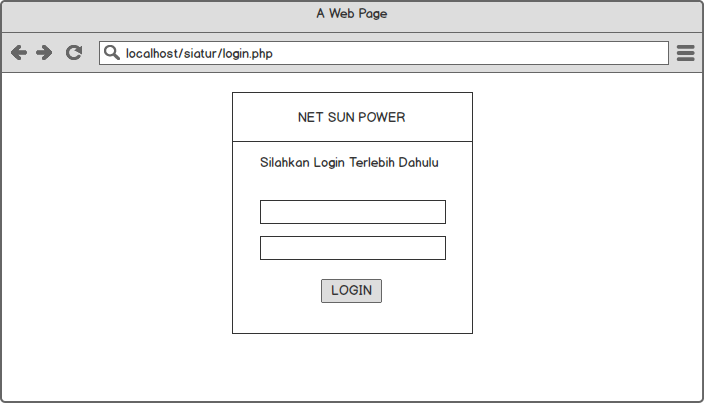 A Web Page
localhost/siatur/login.php
NET SUN POWER
Silahkan Login Terlebih Dahulu
LOGIN